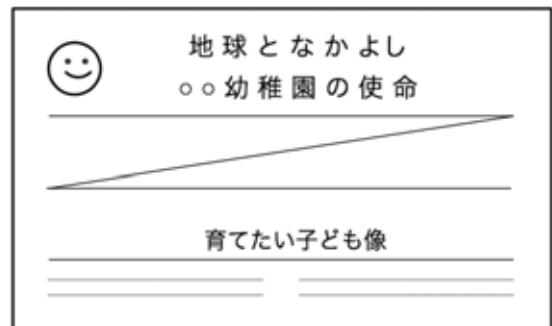 地球となかよし
○○幼稚園の使命
育てたい子ども像